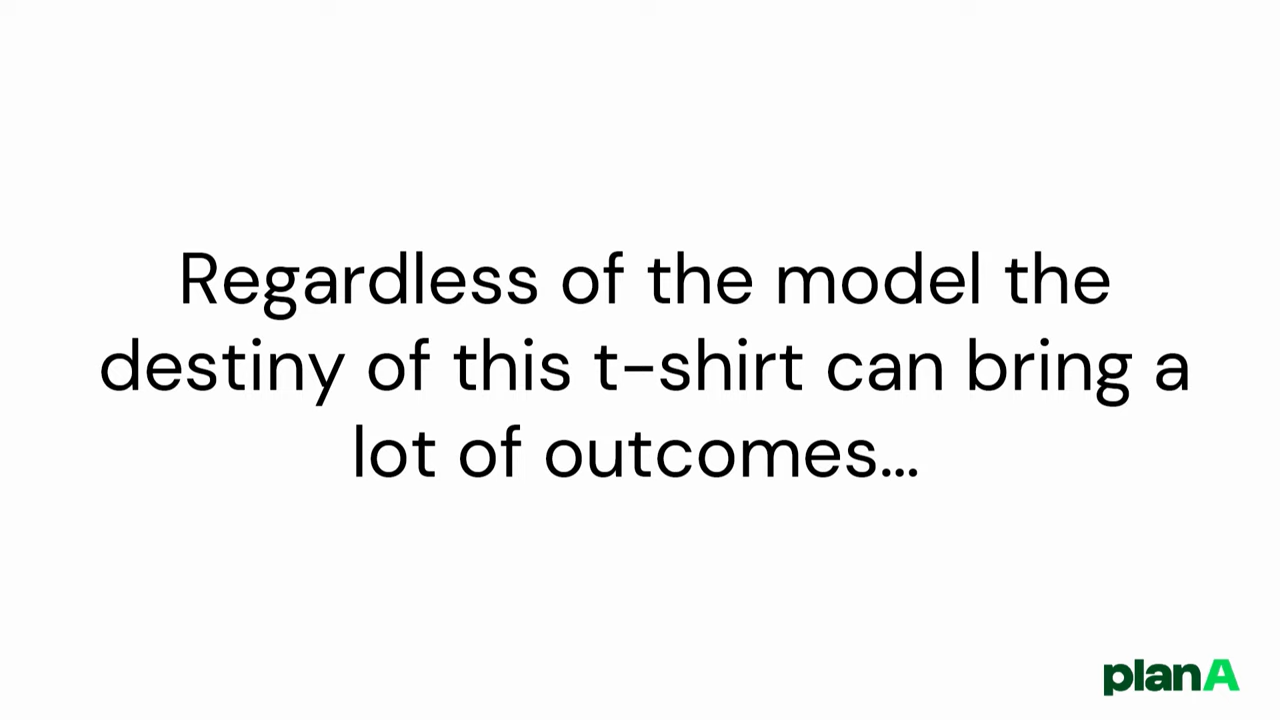 Regardless of the model the
destiny of this t-shirt can bring a
lot of outcomes...
planA